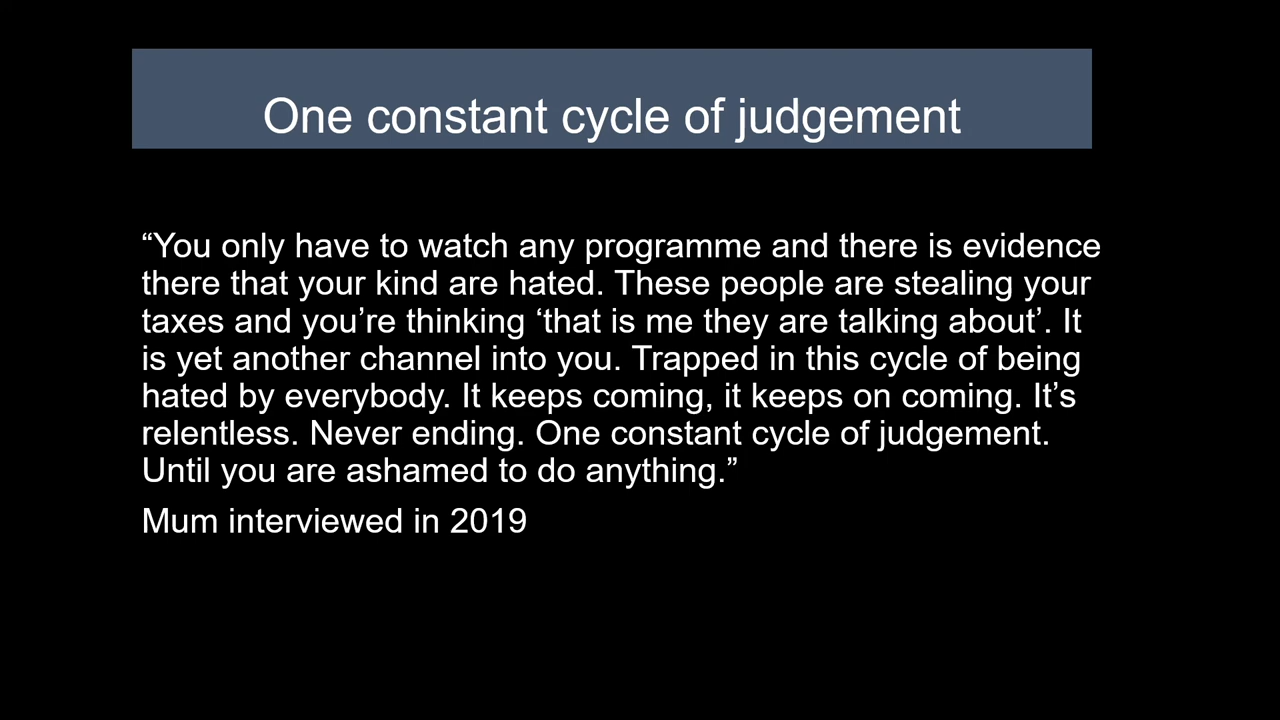 One constant cycle of judgement
“You only have to watch any programme and there is evidence
there that your kind are hated. These people are stealing your
taxes and you’re thinking ‘that is me they are talking about’. It
is yet another channel into you. Trapped in this cycle of being
hated by everybody. It keeps coming, it keeps on coming. It’s
relentless. Never ending. One constant cycle of judgement.
Until you are ashamed to do anything.”
Mum interviewed in 2019